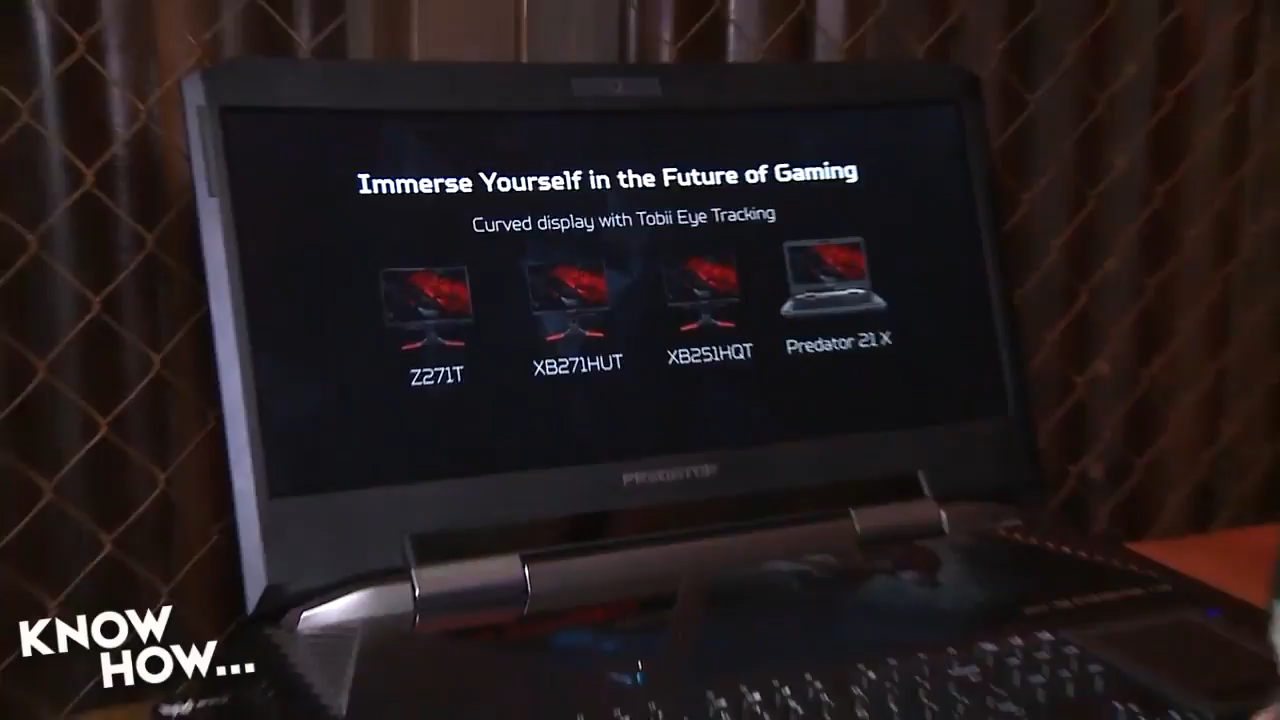 Immerse Yourself in the Future of Gaming
Curved display with Tobii Eye Tracking
Z271T
XB271HUT
XB251HQT
Predator 21 X
PREDATOR
KNOW
HOW...